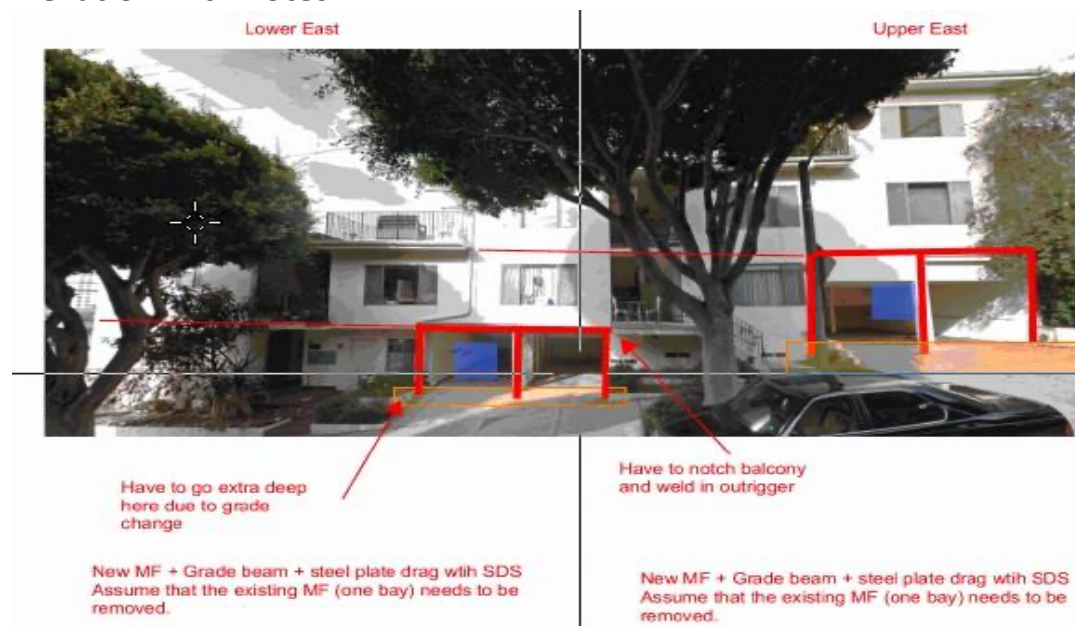 Lower East
Upper East
Have to go extra deep
here due to grade
change
Have to notch balcony
and weld in outrigger
New MF + Grade beam + steel plate drag wtih SDS
Assume that the existing MF (one bay) needs to be
removed.
New MF + Grade beam + steel plate drag wtih SDS
Assume that the existing MF (one bay) needs to be
removed.